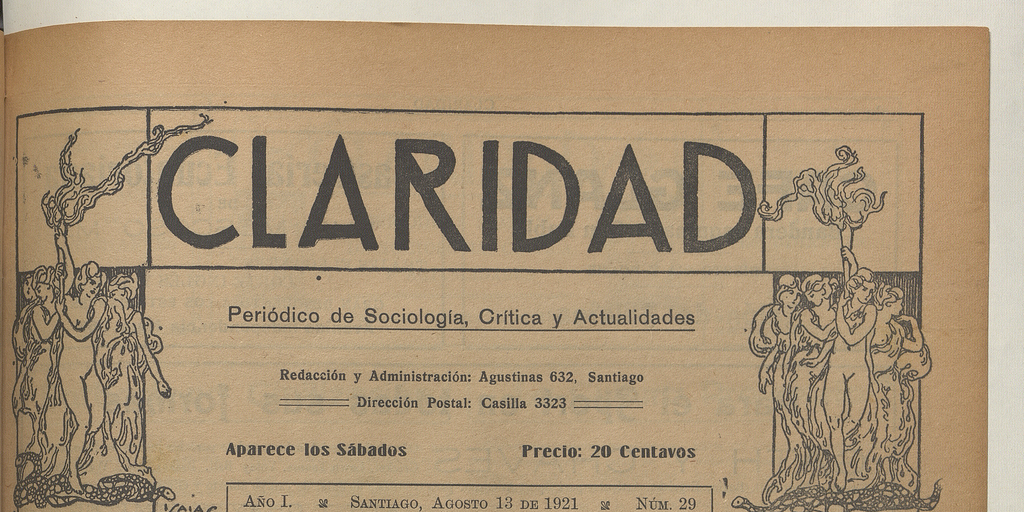 CLARIDAD
Periódico de Sociología, Crítica y Actualidades
Redacción y Administración: Agustinas 632, Santiago
Dirección Postal: Casilla 3323
Aparece los Sábados Precio: 20 Centavos
AÑO I. SANTIAGO, AGOSTO 13 DE 1921 NÚM. 29